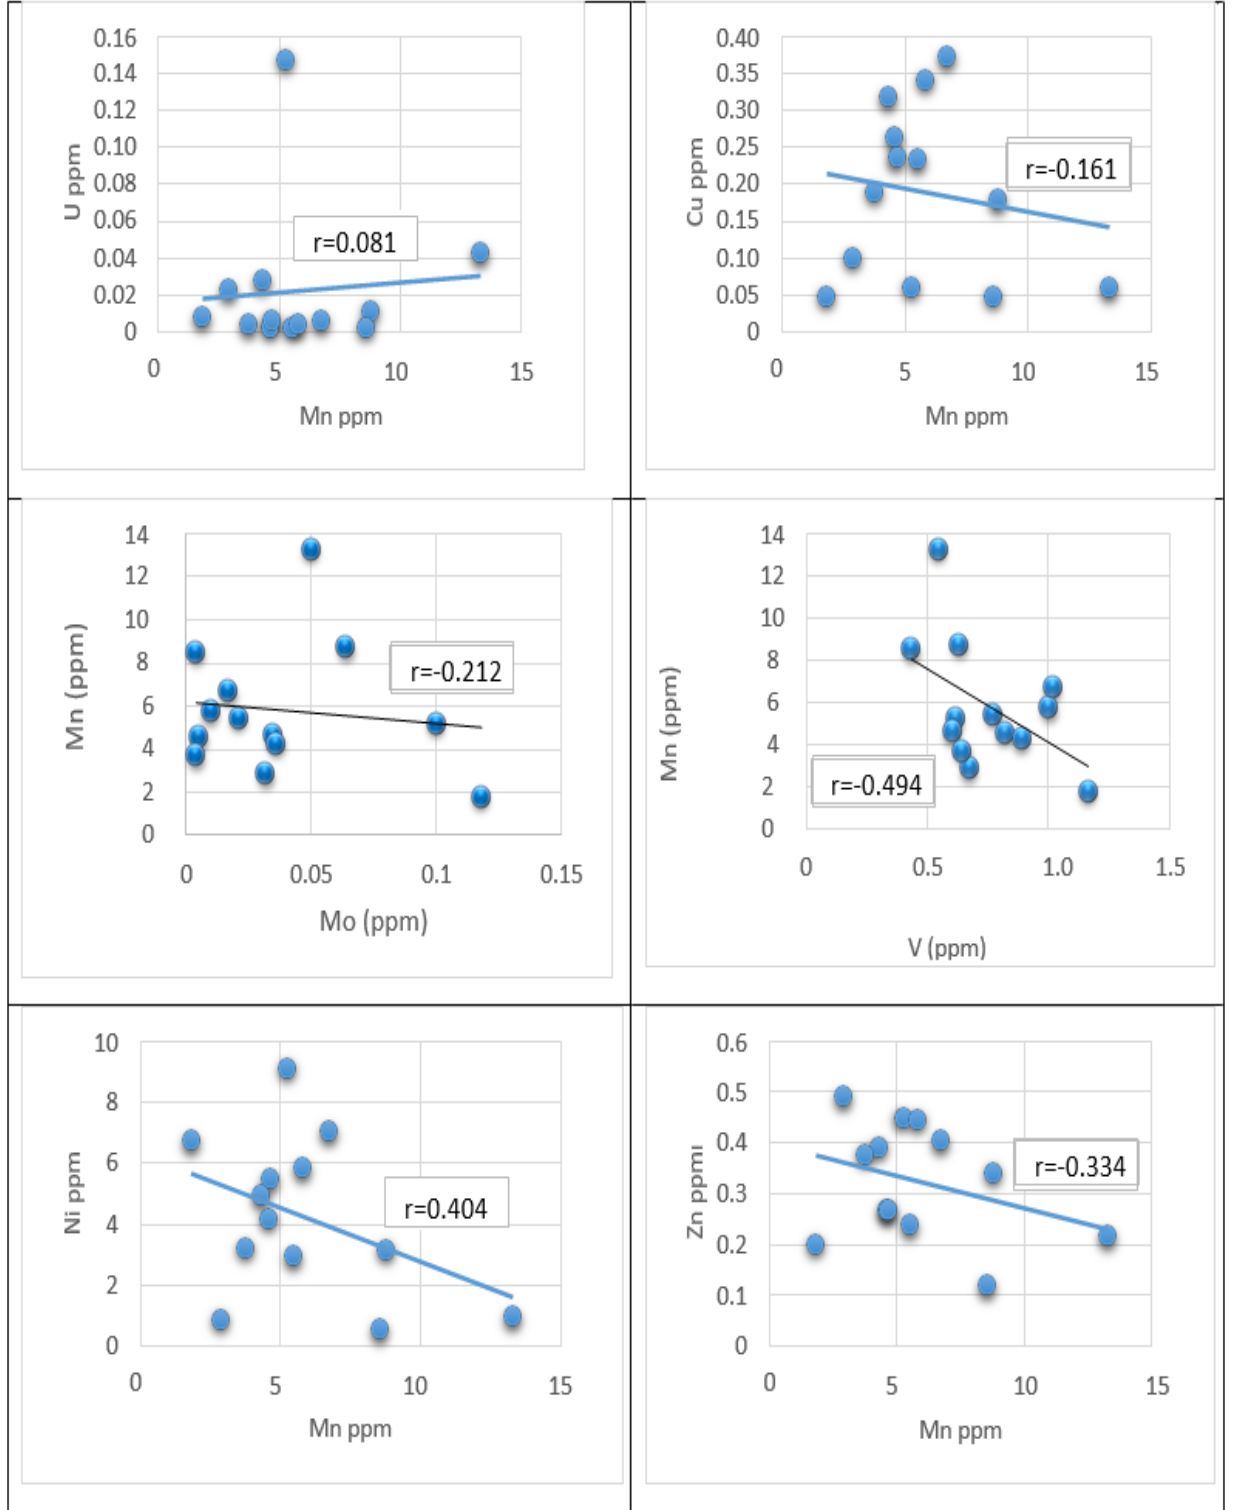 0.16
0.14
0.12
0.10
0.08
0.06
0.04
0.02
0
U ppm
r=0.081
0 5 10 15
Mn ppm
0.40
0.35
0.30
0.25
0.20
0.15
0.10
0.05
0
Cu ppm
r=-0.161
0 5 10 15
Mn ppm
14
12
10
8
6
4
2
0
Mn (ppm)
r=-0.212
0 0.05 0.1 0.15
Mo (ppm)
14
12
10
8
6
4
2
0
Mn (ppm)
r=-0.494
0 0.5 1.0 1.5
V (ppm)
10
8
6
4
2
0
Ni ppm
r=0.404
0 5 10 15
Mn ppm
0.6
0.5
0.4
0.3
0.2
0.1
0
Zn ppmı
r=-0.334
0 5 10 15
Mn ppm